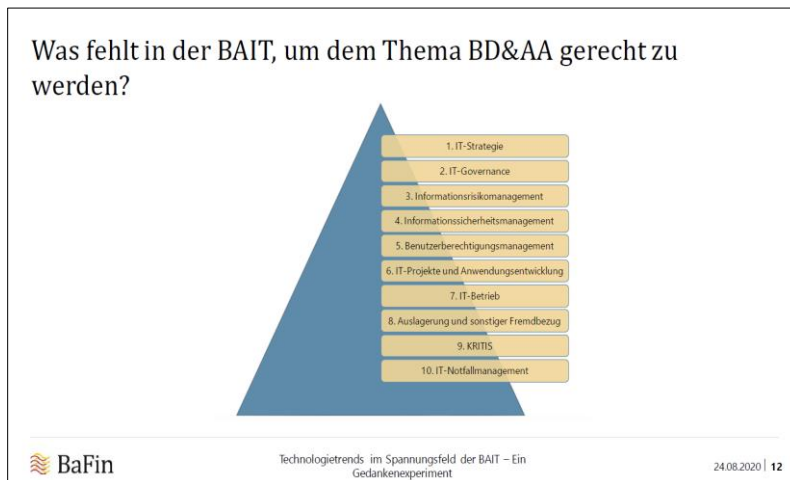 Was fehlt in der BAIT, um dem Thema BD&AA gerecht zu
werden?
1. IT-Strategie
2. IT-Governance
3. Informationsrisikomanagement
4. Informationssicherheitsmanagement
5. Benutzerberechtigungsmanagement
6. IT-Projekte und Anwendungsentwicklung
7. IT-Betrieb
8. Auslagerung und sonstiger Fremdbezug
9. KRITIS
10. IT-Notfallmanagement
BaFin
Technologietrends im Spannungsfeld der BAIT – Ein
Gedankenexperiment
24.08.2020 | 12